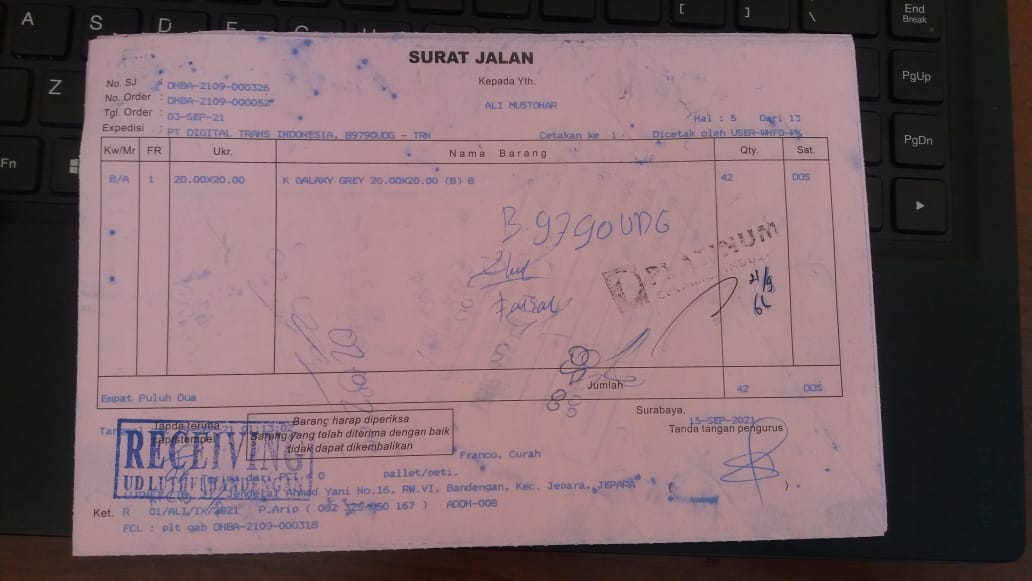 SURAT JALAN
No. SJ : DHBA-2109-000326
Kepada Yth.
No. Order : DHBA-2109-000052*
ALI MUSTOHAR
Tgl. Order : 03-SEP-21
Hal : 5 Dari 13
Expedisi : PT DIGITAL TRANS INDONESIA, B9790UDG - TRN
Cetakan ke 1 Dicetak oleh USER-WHFG-PK
Kw/Mr FR Ukr. Nama Barang Qty. Sat.
B/A 1 20.00X20.00 K GALAXY GREY 20.00X20.00 (B) B 42 DOS
B 9790UDG
PLATINUM
Faisal
21/9
Jumlah 42 DOS
Empat Puluh Dua
Surabaya, 15-SEP-2021
Tanda terima
cap stempel
Barang harap diperiksa
Barang yang telah diterima dengan baik
tidak dapat dikembalikan
Tanda tangan pengurus
RECEIVING
Franco, Curah
pallet/peti.
Ahmad Yani No.16, RW.VI, Bandengan, Kec. Jepara, JEPARA
).
Ket. R 01/ALI/IX/2021 P.Arip ( 082 325 950 167 ) ADDH-008
FCL : plt gab DHBA-2109-000318
A
S
D
Z
Fn
[
]
\
End
Break
PgUp
PgDn